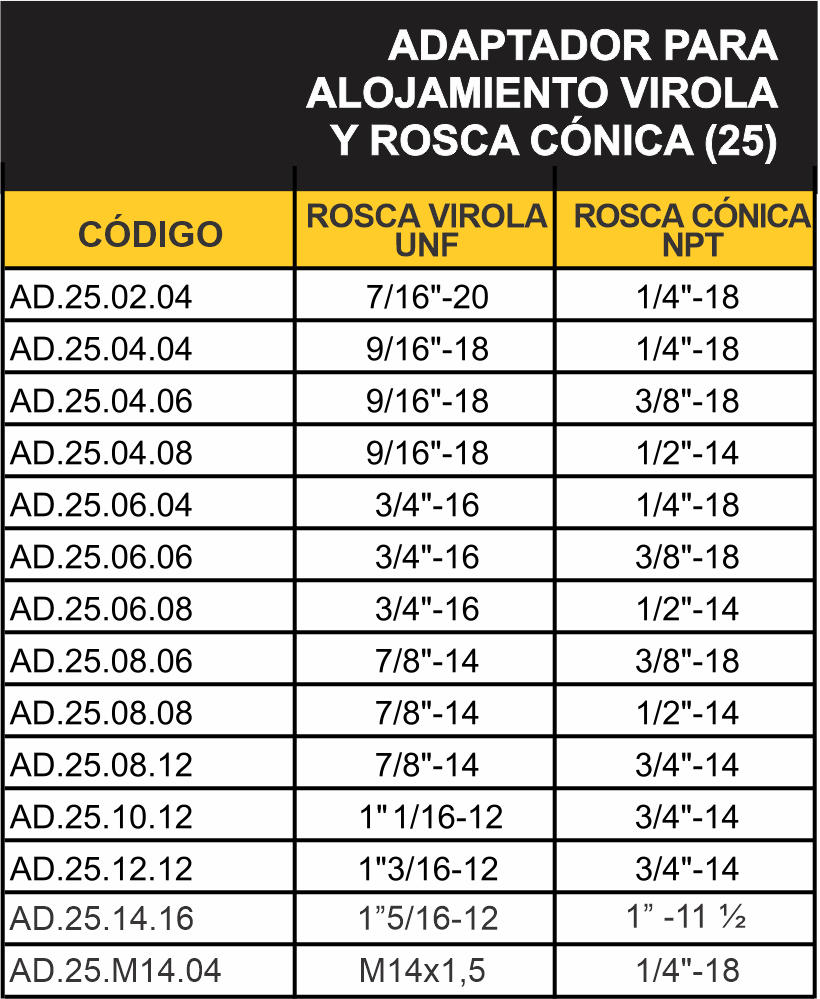 ADAPTADOR PARA
ALOJAMIENTO VIROLA
Y ROSCA CÓNICA (25)
CÓDIGO ROSCA VIROLA UNF ROSCA CÓNICA NPT
AD.25.02.04 7/16"-20 1/4"-18
AD.25.04.04 9/16"-18 1/4"-18
AD.25.04.06 9/16"-18 3/8"-18
AD.25.04.08 9/16"-18 1/2"-14
AD.25.06.04 3/4"-16 1/4"-18
AD.25.06.06 3/4"-16 3/8"-18
AD.25.06.08 3/4"-16 1/2"-14
AD.25.08.06 7/8"-14 3/8"-18
AD.25.08.08 7/8"-14 1/2"-14
AD.25.08.12 7/8"-14 3/4"-14
AD.25.10.12 1" 1/16-12 3/4"-14
AD.25.12.12 1"3/16-12 3/4"-14
AD.25.14.16 1”5/16-12 1” -11 ½
AD.25.M14.04 M14x1,5 1/4"-18